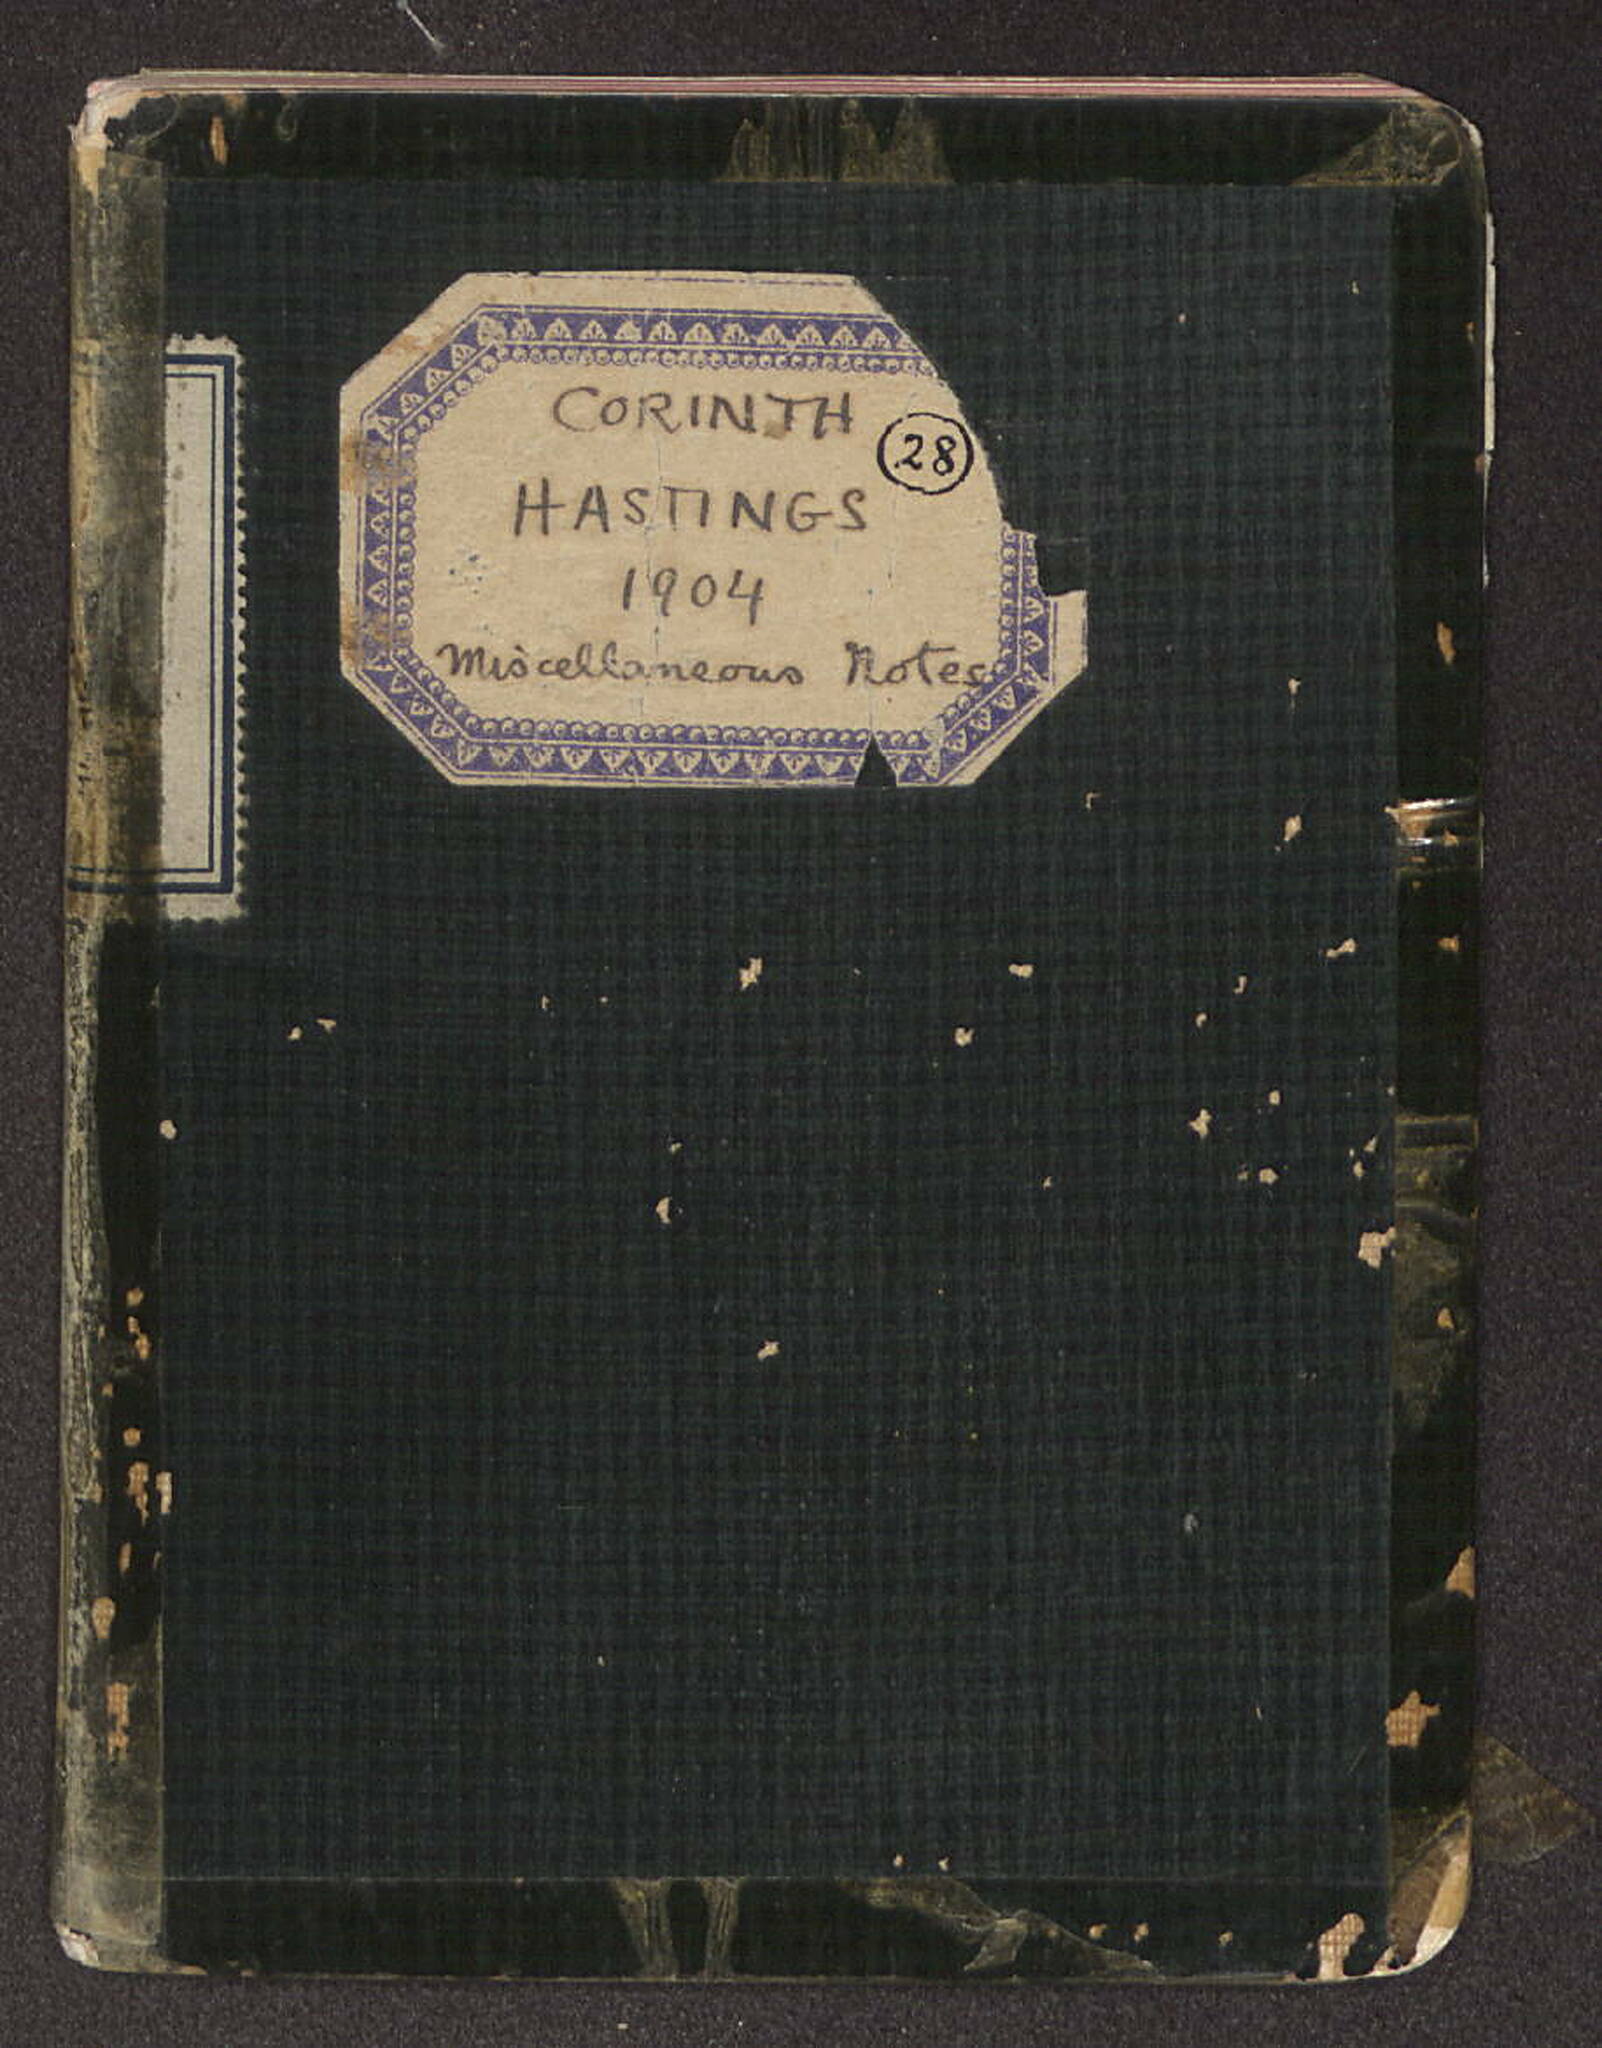 CORINTH
28
HASTINGS
1904
Miscellaneous Notes